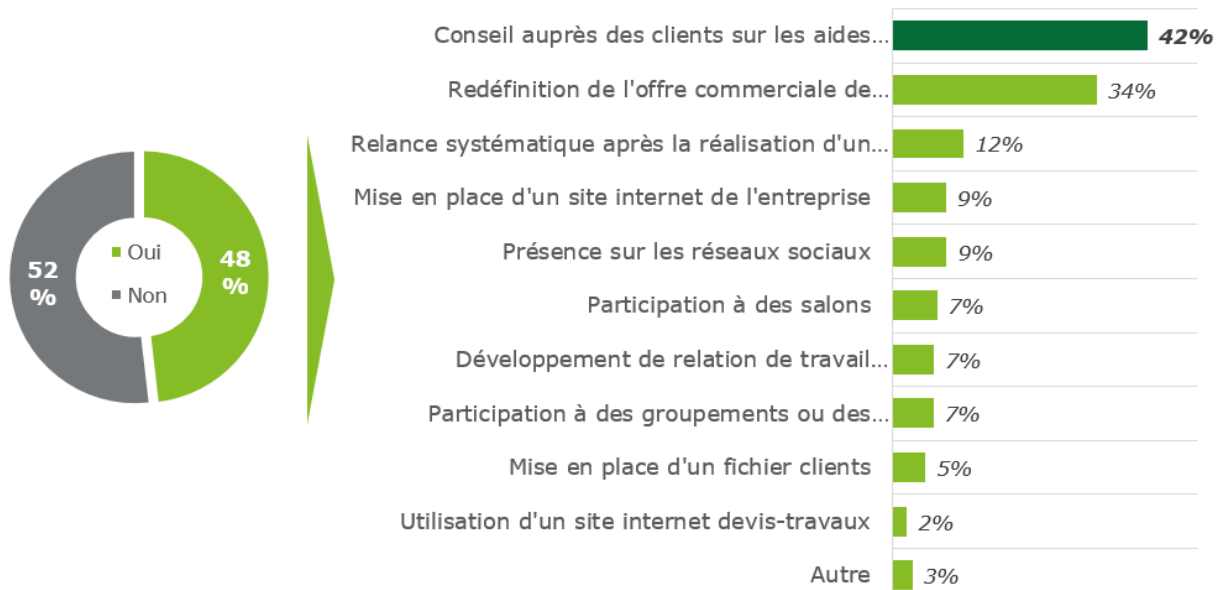 52
%
48
%
Oui
Non
Conseil auprès des clients sur les aides... 42%
Redéfinition de l'offre commerciale de... 34%
Relance systématique après la réalisation d'un... 12%
Mise en place d'un site internet de l'entreprise 9%
Présence sur les réseaux sociaux 9%
Participation à des salons 7%
Développement de relation de travail... 7%
Participation à des groupements ou des... 7%
Mise en place d'un fichier clients 5%
Utilisation d'un site internet devis-travaux 2%
Autre 3%